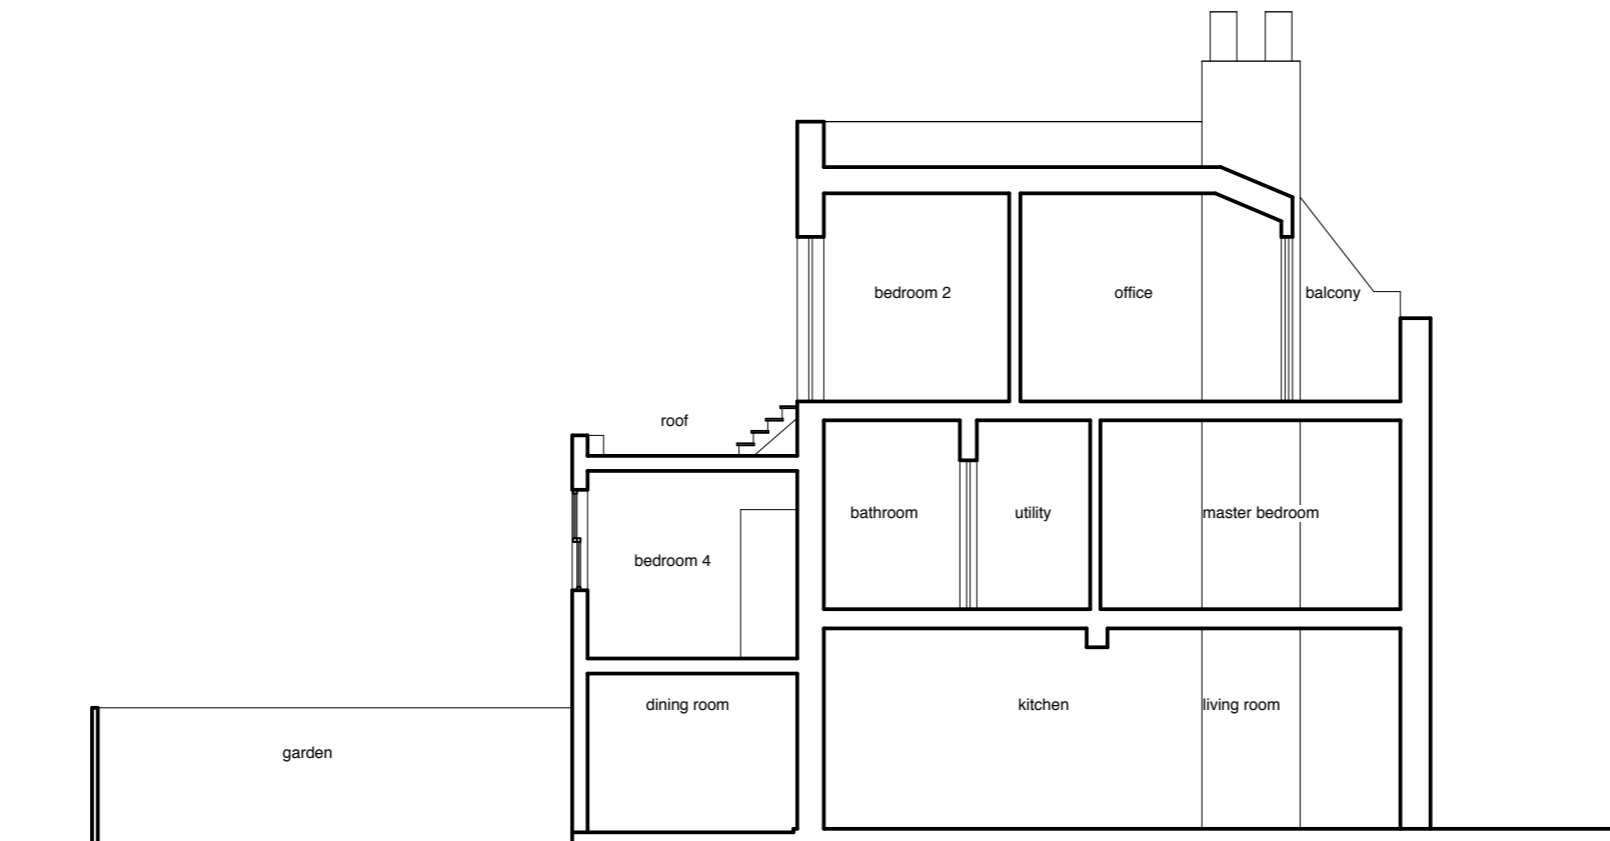 bedroom 2
office
balcony
roof
bathroom
utility
master bedroom
bedroom 4
dining room
kitchen
living room
garden